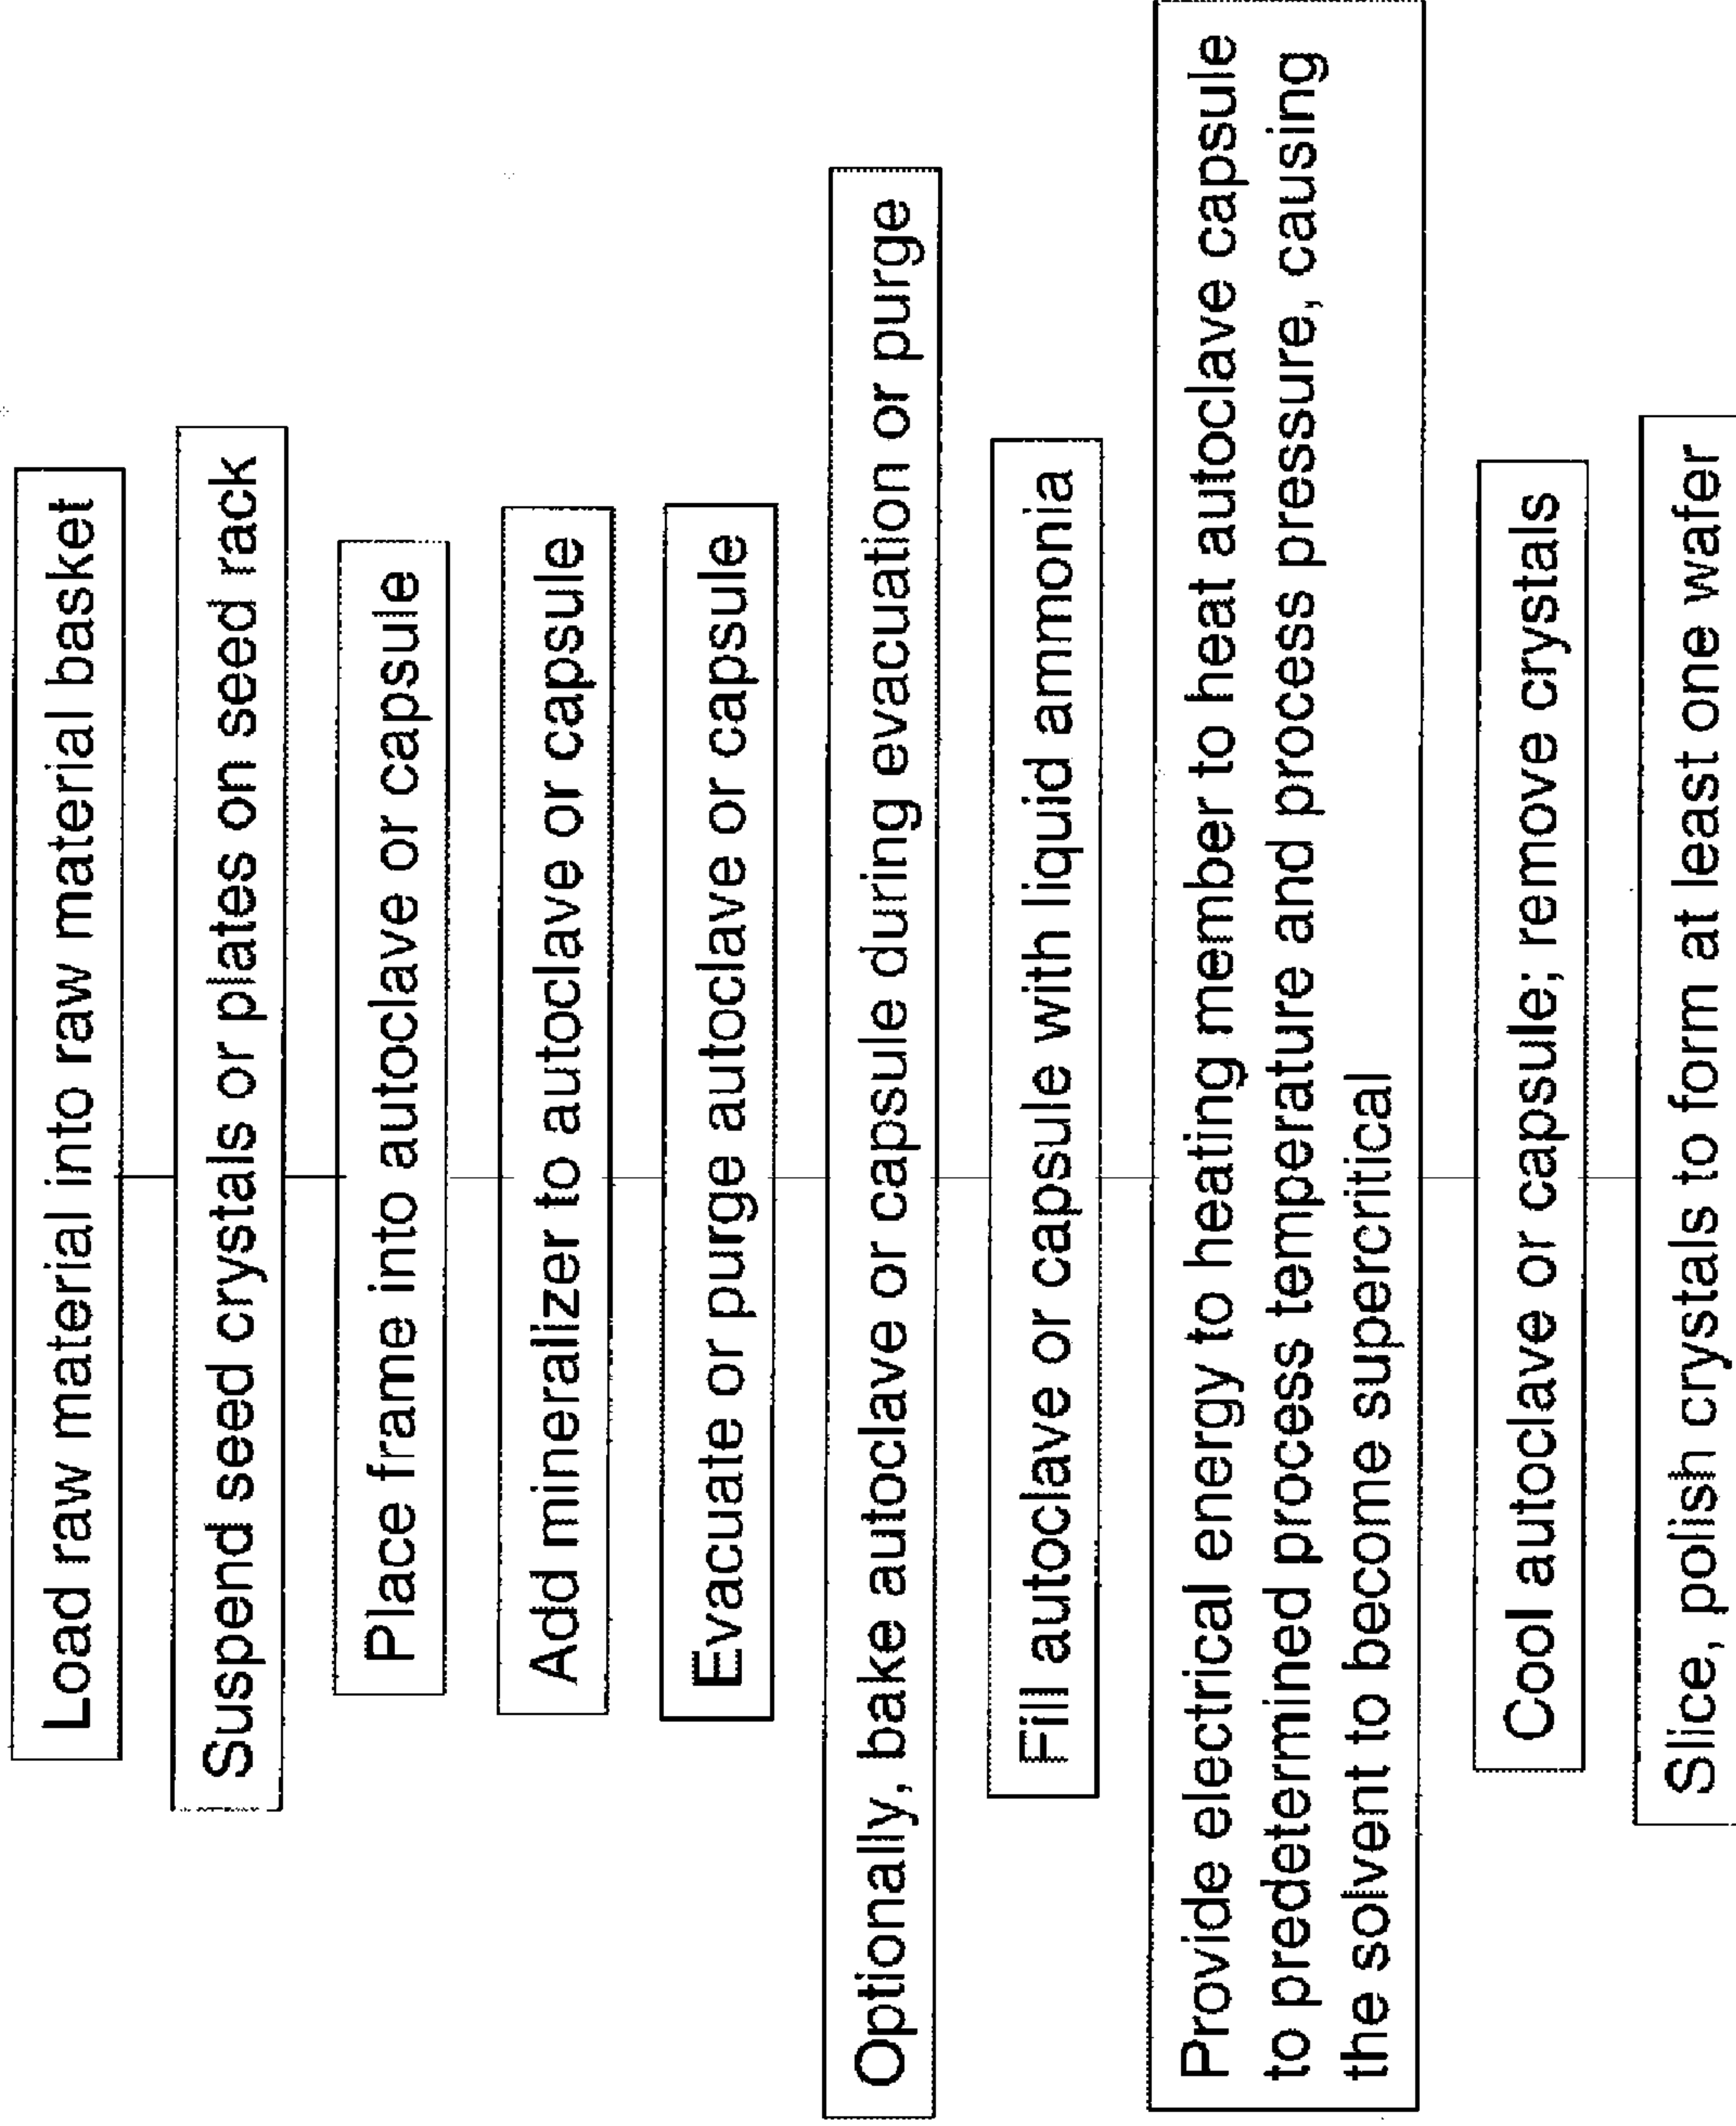 Load raw material into raw material basket
Suspend seed crystals or plates on seed rack
Place frame into autoclave or capsule
Add mineralizer to autoclave or capsule
Evacuate or purge autoclave or capsule
Optionally, bake autoclave or capsule during evacuation or purge
Fill autoclave or capsule with liquid ammonia
Provide electrical energy to heating member to heat autoclave capsule
to predetermined process temperature and process pressure, causing
the solvent to become supercritical
Cool autoclave or capsule; remove crystals
Slice, polish crystals to form at least one wafer